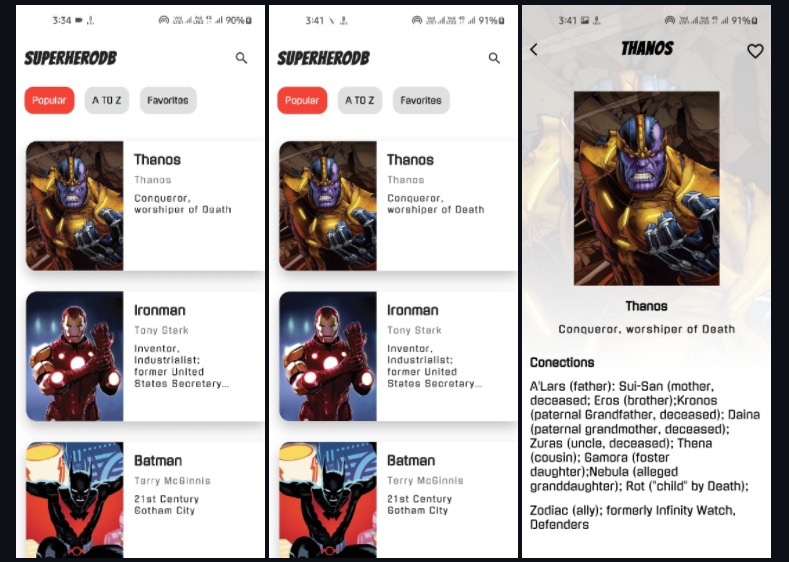 3:34
90%
SUPERHERODB
Popular
A TO Z
Favorites
Thanos
Thanos
Conqueror,
worshiper of Death
Ironman
Tony Stark
Inventor,
Industrialist;
former United
States Secretary...
Batman
Terry McGinnis
21st Century
Gotham City
3:41
91%
SUPERHERODB
Popular
A TO Z
Favorites
Thanos
Thanos
Conqueror,
worshiper of Death
Ironman
Tony Stark
Inventor,
Industrialist;
former United
States Secretary...
Batman
Terry McGinnis
21st Century
Gotham City
3:41
91%
THANOS
Thanos
Conqueror, worshiper of Death
Conections
A'Lars (father): Sui-San (mother,
deceased; Eros (brother);Kronos
(paternal Grandfather, deceased); Daina
(paternal grandmother, deceased);
Zuras (uncle, deceased); Thena
(cousin); Gamora (foster
daughter);Nebula (alleged
granddaughter); Rot ("child" by Death);
Zodiac (ally); formerly Infinity Watch,
Defenders